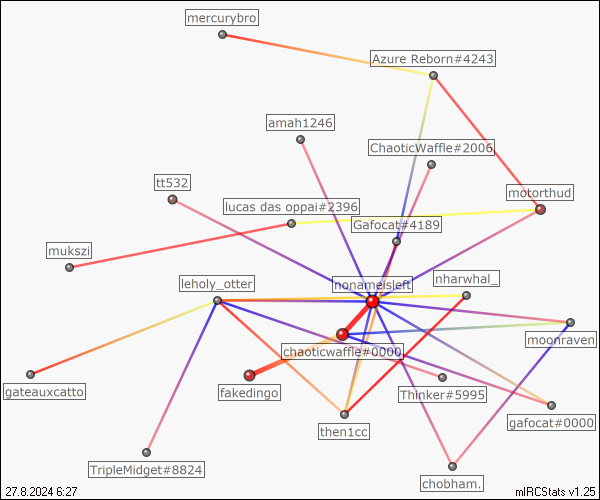 mercurybro
Azure Reborn#4243
amah1246
ChaoticWaffle#2006
tt532
motorthud
lucas das oppai#2396
Gafocat#4189
mukszi
nharwhal_
leholy_otter
nonameisleft
moonraven
chaoticwaffle#0000
gateauxcatto
fakedingo
Thinker#5995
gafocat#0000
then1cc
TripleMidget#8824
chobham.
27.8.2024 6:27
mIRCStats v1.25